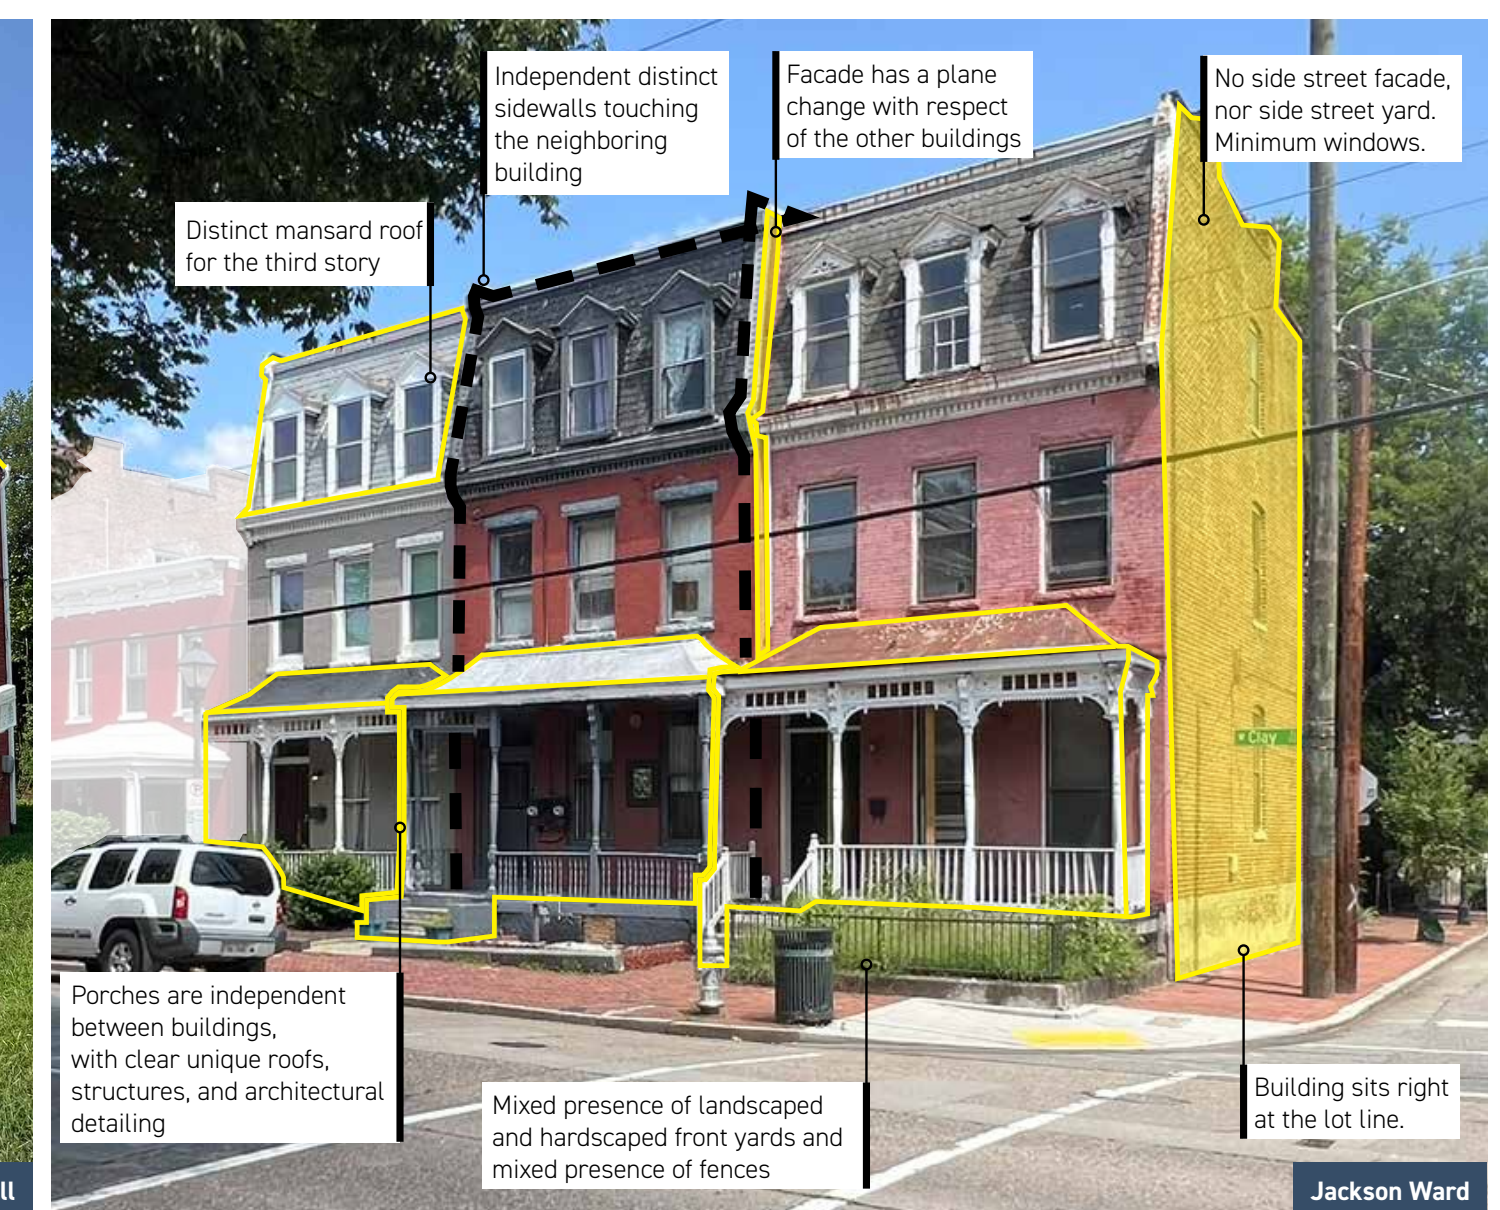 Independent distinct
sidewalls touching
the neighboring
building
Facade has a plane
change with respect
of the other buildings
No side street facade,
nor side street yard.
Minimum windows.
Distinct mansard roof
for the third story
W Clay
Porches are independent
between buildings,
with clear unique roofs,
structures, and architectural
detailing
Mixed presence of landscaped
and hardscaped front yards and
mixed presence of fences
Building sits right
at the lot line.
ll
Jackson Ward